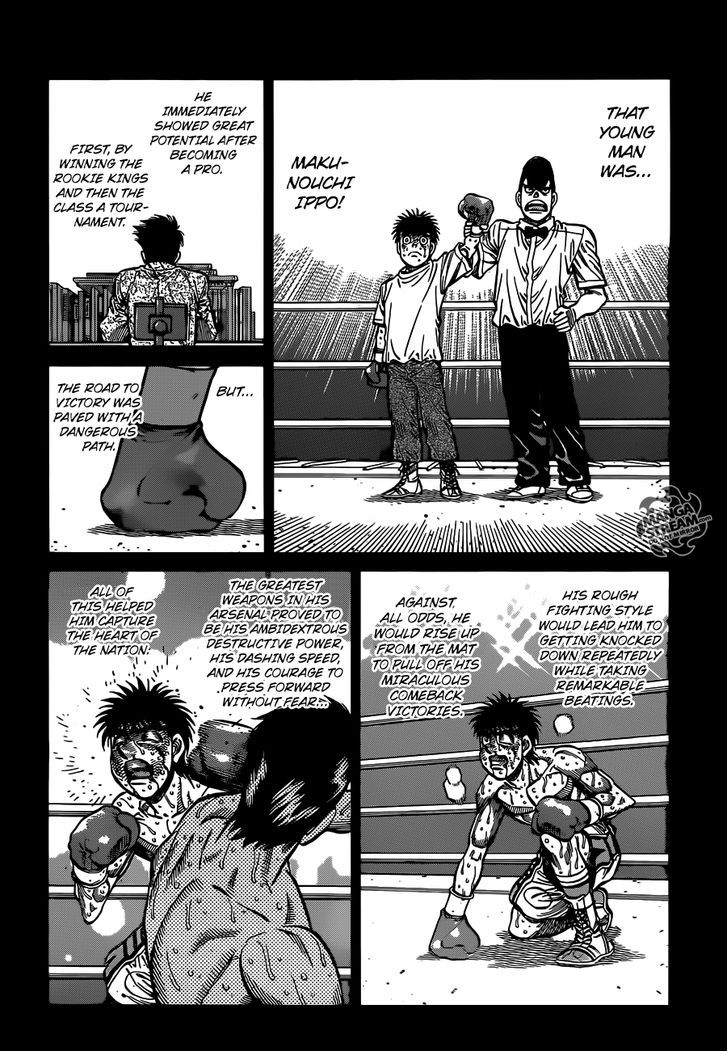 THAT
YOUNG
MAN
WAS...
MAKU-
NOUCHI
IPPO!
HE
IMMEDIATELY
SHOWED GREAT
POTENTIAL AFTER
BECOMING
A PRO.
FIRST, BY
WINNING THE
ROOKIE KINGS
AND THEN THE
CLASS A TOUR-
NAMENT.
BUT...
THE ROAD TO
VICTORY WAS
PAVED WITH A
DANGEROUS
PATH.
MANGA
STREAM
HIS ROUGH
FIGHTING STYLE
WOULD LEAD HIM TO
GETTING KNOCKED
DOWN REPEATEDLY
WHILE TAKING
REMARKABLE
BEATINGS.
AGAINST
ALL ODDS, HE
WOULD RISE UP
FROM THE MAT
TO PULL OFF HIS
MIRACULOUS
COMEBACK
VICTORIES.
THE GREATEST
WEAPONS IN HIS
ARSENAL PROVED TO
BE HIS AMBIDEXTROUS
DESTRUCTIVE POWER,
HIS DASHING SPEED,
AND HIS COURAGE TO
PRESS FORWARD
WITHOUT FEAR...
ALL OF
THIS HELPED
HIM CAPTURE
THE HEART OF
THE NATION.